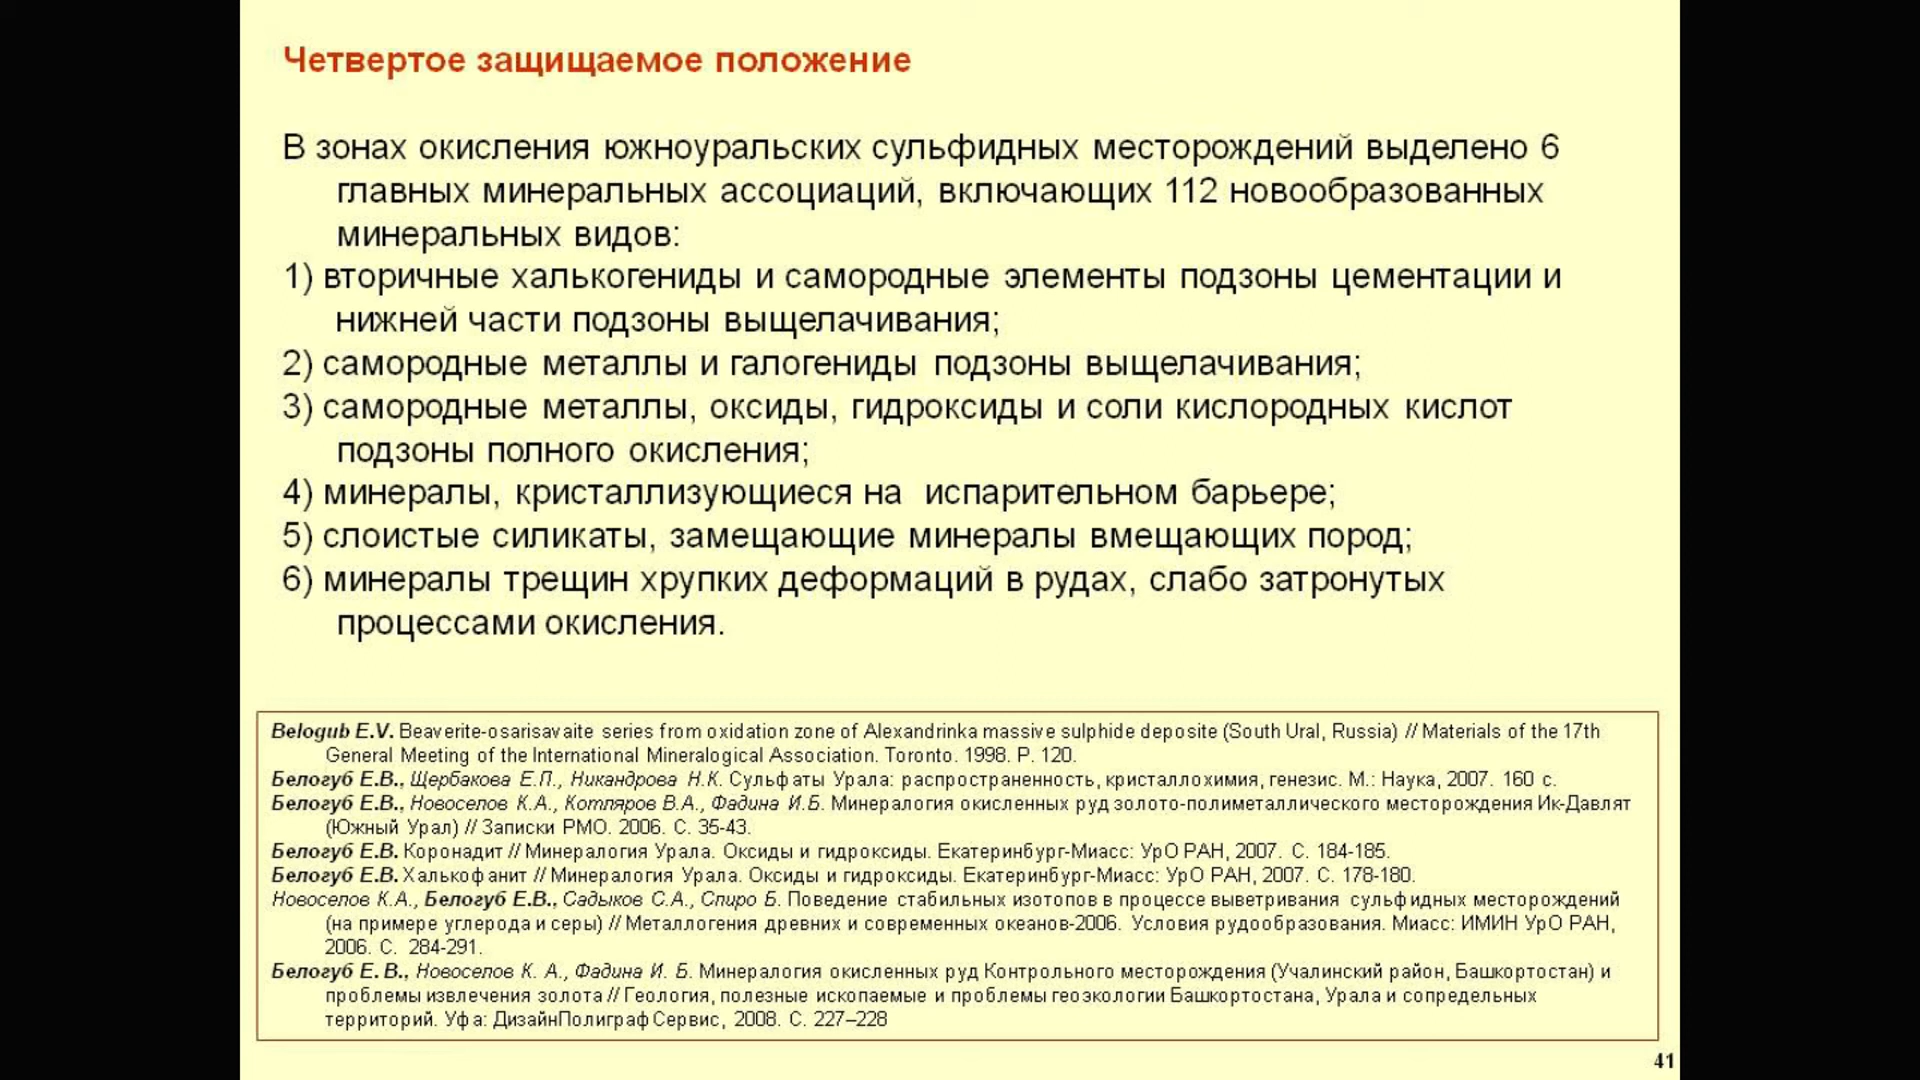 Четвертое защищаемое положение
В зонах окисления южноуральских сульфидных месторождений выделено 6
главных минеральных ассоциаций, включающих 112 новообразованных
минеральных видов:
1) вторичные халькогениды и самородные элементы подзоны цементации и
нижней части подзоны выщелачивания;
2) самородные металлы и галогениды подзоны выщелачивания;
3) самородные металлы, оксиды, гидроксиды и соли кислородных кислот
подзоны полного окисления;
4) минералы, кристаллизующиеся на испарительном барьере;
5) слоистые силикаты, замещающие минералы вмещающих пород;
6) минералы трещин хрупких деформаций в рудах, слабо затронутых
процессами окисления.
Belogub E.V. Beaverite-osarisavaite series from oxidation zone of Alexandrinka massive sulphide deposite (South Ural, Russia) // Materials of the 17th
General Meeting of the International Mineralogical Association. Toronto. 1998. P. 120.
Белогуб Е.В., Щербакова Е.П., Никандрова Н.К. Сульфаты Урала: распространенность, кристаллохимия, генезис. М.: Наука, 2007. 160 с.
Белогуб Е.В., Новоселов К.А., Котляров В.А., Фадина И.Б. Минералогия окисленных руд золото-полиметаллического месторождения Ик-Давлят
(Южный Урал) // Записки РМО. 2006. С. 35-43.
Белогуб Е.В. Коронадит // Минералогия Урала. Оксиды и гидроксиды. Екатеринбург-Миасс: УрО РАН, 2007. С. 184-185.
Белогуб Е.В. Халькофанит // Минералогия Урала. Оксиды и гидроксиды. Екатеринбург-Миасс: УрО РАН, 2007. С. 178-180.
Новоселов К.А., Белогуб Е.В., Садыков С.А., Спиро Б. Поведение стабильных изотопов в процессе выветривания сульфидных месторождений
(на примере углерода и серы) // Металлогения древних и современных океанов-2006. Условия рудообразования. Миасс: ИМИН УрО РАН,
2006. С. 284-291.
Белогуб Е. В., Новоселов К. А., Фадина И. Б. Минералогия окисленных руд Контрольного месторождения (Учалинский район, Башкортостан) и
проблемы извлечения золота // Геология, полезные ископаемые и проблемы геоэкологии Башкортостана, Урала и сопредельных
территорий. Уфа: ДизайнПолиграфСервис, 2008. С. 227–228
41